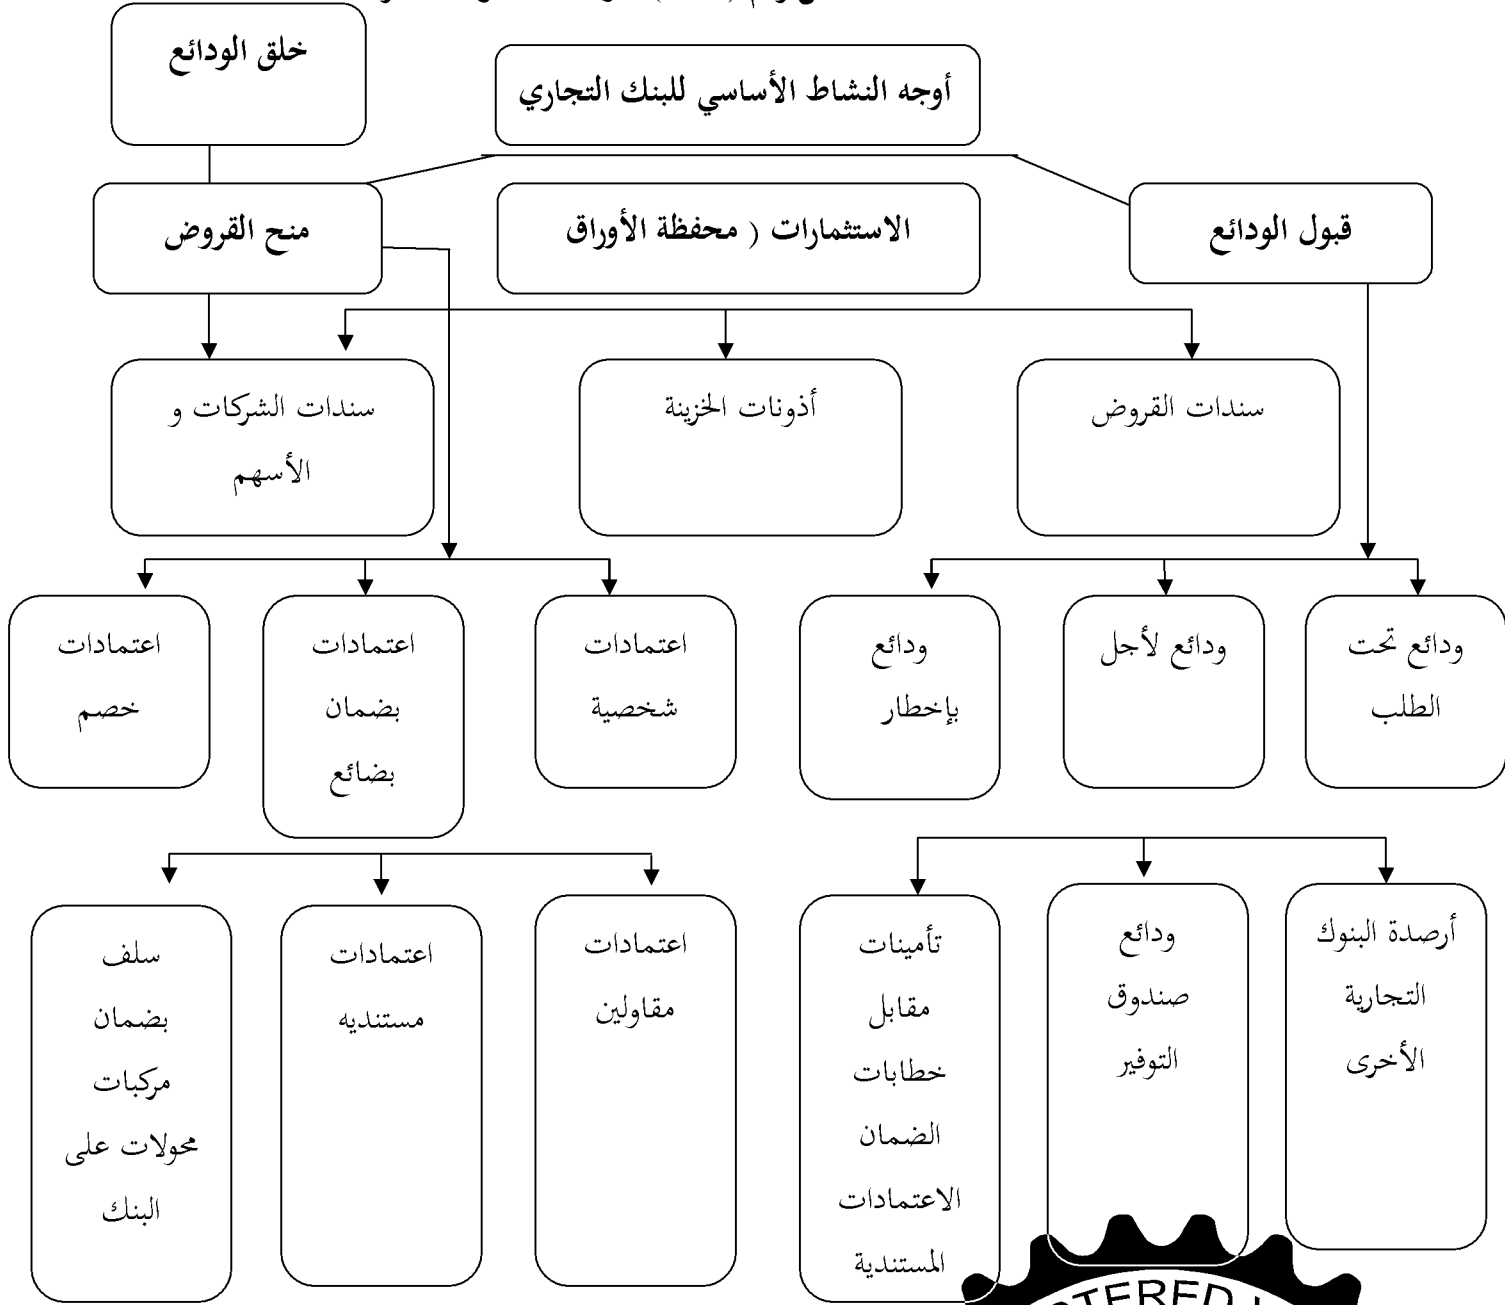 خلق الودائع
أوجه النشاط الأساسي للبنك التجاري
قبول الودائع
الاستثمارات ( محفظة الأوراق
منح القروض
سندات القروض
أذونات الخزينة
سندات الشركات و
الأسهم
ودائع تحت
الطلب
ودائع لأجل
ودائع
بإخطار
اعتمادات
شخصية
اعتمادات
بضمان
بضائع
اعتمادات
خصم
أرصدة البنوك
التجارية
الأخرى
ودائع
صندوق
التوفير
تأمينات
مقابل
خطابات
الضمان
الاعتمادات
المستندية
اعتمادات
مقاولين
اعتمادات
مستنديه
سلف
بضمان
مركبات
محولات على
البنك